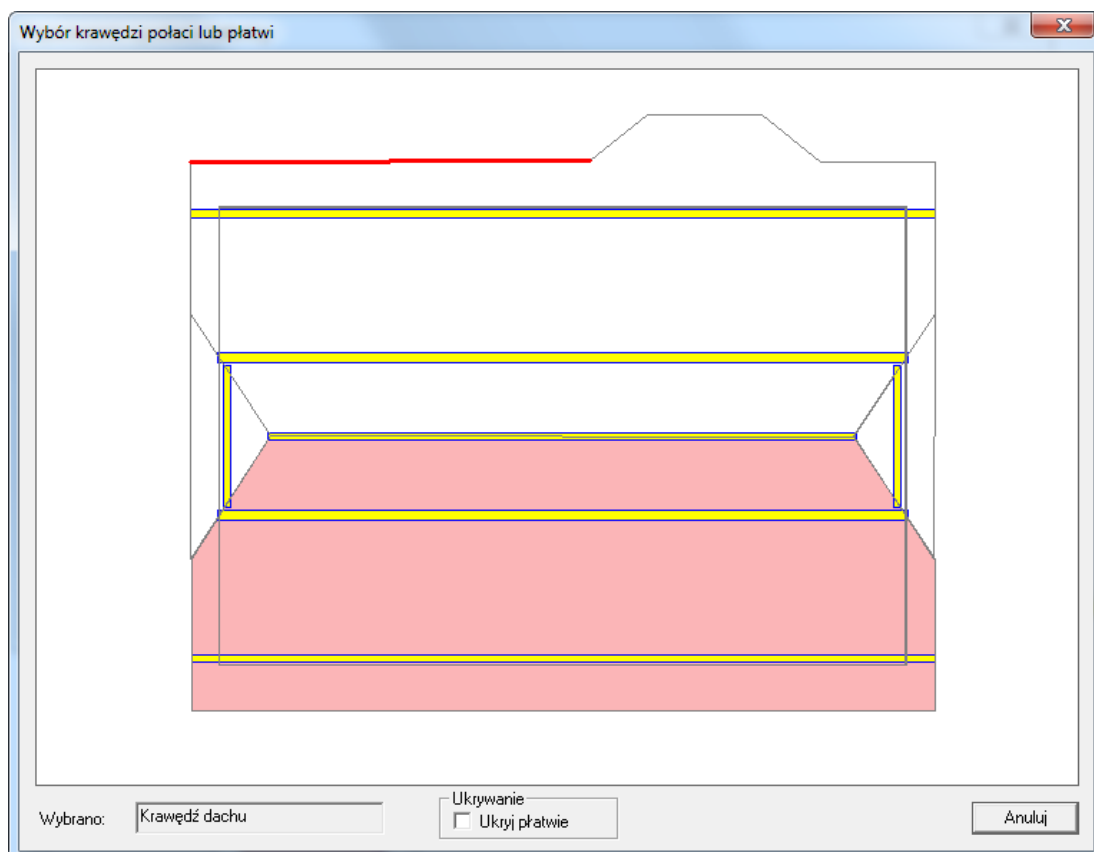 Wybór krawędzi połaci lub płatwi
Ukrywanie
Wybrano:
Krawędź dachu
Ukryj płatwie
Anuluj